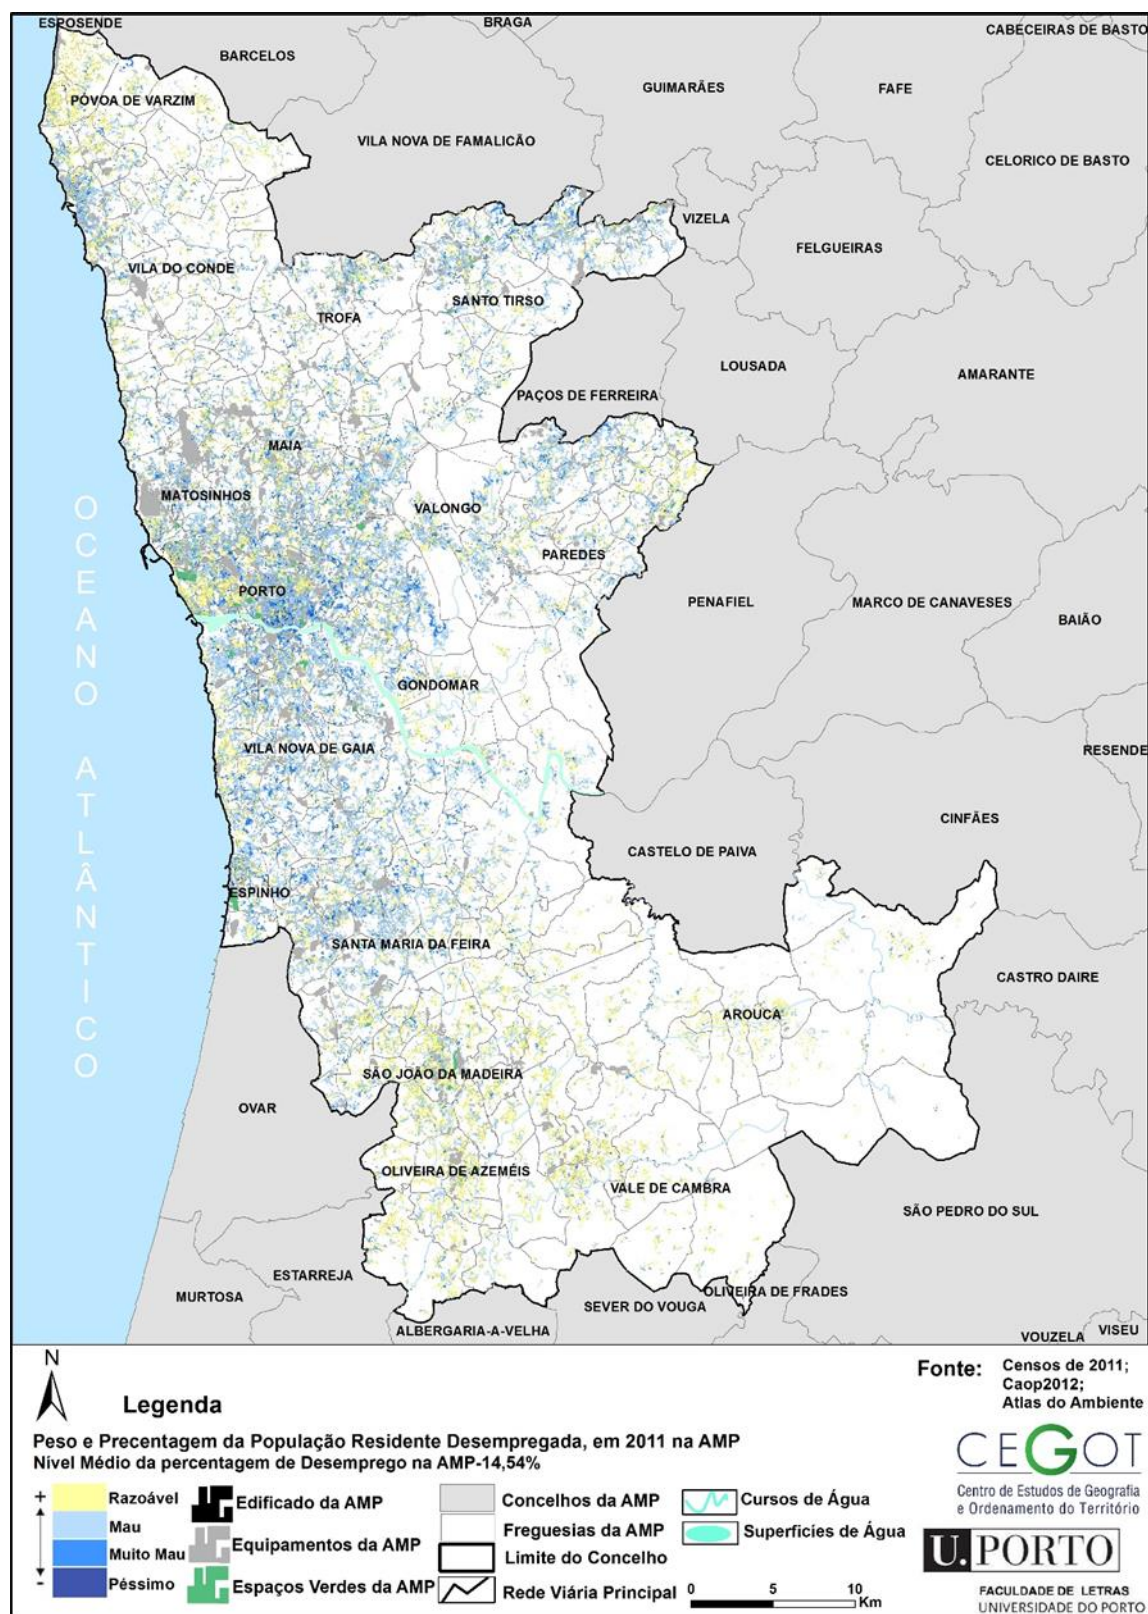 ESPOSENDE
BRAGA
CABECEIRAS DE BASTO
BARCELOS
GUIMARÃES
FAFE
PÓVOA DE VARZIM
VILA NOVA DE FAMALICÃO
CELORICO DE BASTO
VIZELA
FELGUEIRAS
VILA DO CONDE
SANTO TIRSO
TROFA
LOUSADA
AMARANTE
PAÇOS DE FERREIRA
MAIA
MATOSINHOS
VALONGO
PAREDES
PORTO
PENAFIEL
MARCO DE CANAVESES
BAIÃO
GONDOMAR
VILA NOVA DE GAIA
RESENDE
CINFÃES
CASTELO DE PAIVA
ESPINHO
SANTA MARIA DA FEIRA
CASTRO DAIRE
AROUCA
SÃO JOÃO DA MADEIRA
OVAR
OLIVEIRA DE AZEMÉIS
VALE DE CAMBRA
SÃO PEDRO DO SUL
ESTARREJA
MURTOSA
OLIVEIRA DE FRADES
SEVER DO VOUGA
ALBERGARIA-A-VELHA
VOUZELA
VISEU
OCEANO ATLÂNTICO
N
Legenda
Fonte: Censos de 2011;
Caop2012;
Atlas do Ambiente
Peso e Precentagem da População Residente Desempregada, em 2011 na AMP
Nivel Médio da percentagem de Desemprego na AMP-14,54%
+
-
Razoável
Mau
Muito Mau
Péssimo
Edificado da AMP
Equipamentos da AMP
Espaços Verdes da AMP
Concelhos da AMP
Freguesias da AMP
Limite do Concelho
Rede Viária Principal
Cursos de Água
Superfícies de Água
0 5 10
Km
CEGOT
Centro de Estudos de Geografia
e Ordenamento do Território
U. PORTO
FACULDADE DE LETRAS
UNIVERSIDADE DO PORTO